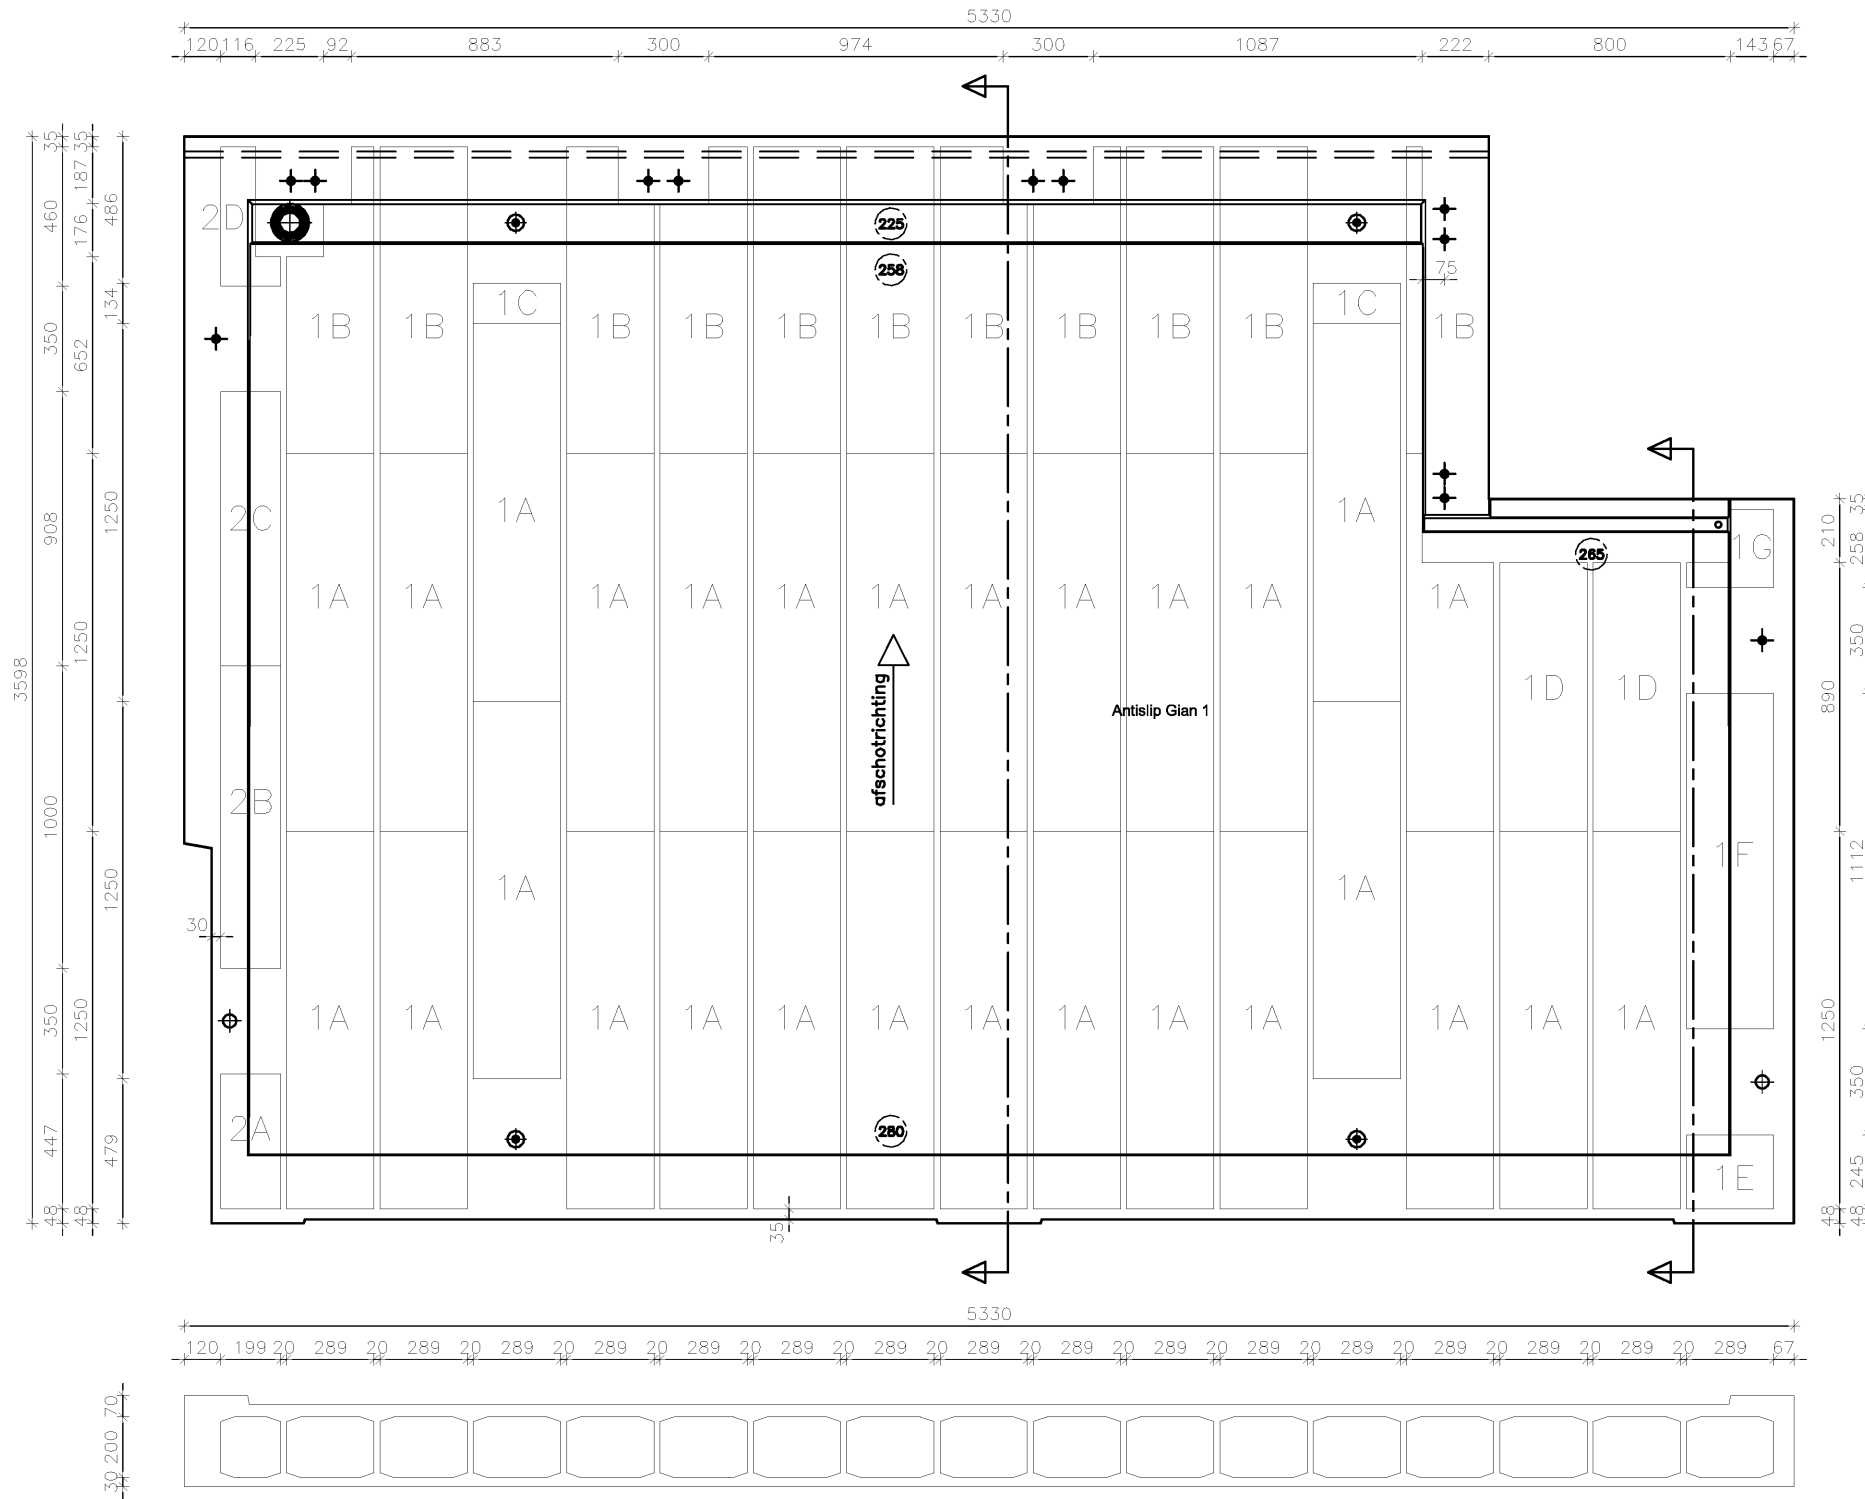 5330
120 116 225 92 883 300 974 300 1087 222 800 143 67
3598
35 460 350 908 1000 350 447 48
35 187 176 652 1250 1250 48
486 134 1250 1250 479
2D
225
258
75
1C 1C
1B 1B 1B 1B 1B 1B 1B 1B 1B 1B 1B
2C 1A 1A
265
1G
1A 1A 1A 1A 1A 1A 1A 1A 1A 1A 1A
1D 1D
afschotrichting
Antislip Gian 1
2B
1F
1A 1A
30
1A 1A 1A 1A 1A 1A 1A 1A 1A 1A 1A 1A 1A
2A
280
1E
35
210 890 1250 48
35 258 350 1112 350 245 48
5330
120 199 20 289 20 289 20 289 20 289 20 289 20 289 20 289 20 289 20 289 20 289 20 289 20 289 20 289 20 289 20 289 20 289 67
70
200
30